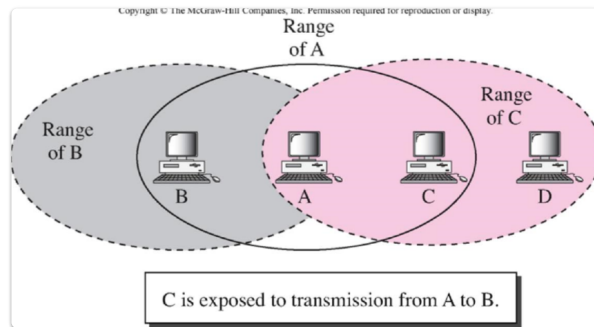 Copyright © The McGraw-Hill Companies, Inc. Permission required for reproduction or display.
Range
of A
Range
of B
Range
of C
B
A
C
D
C is exposed to transmission from A to B.